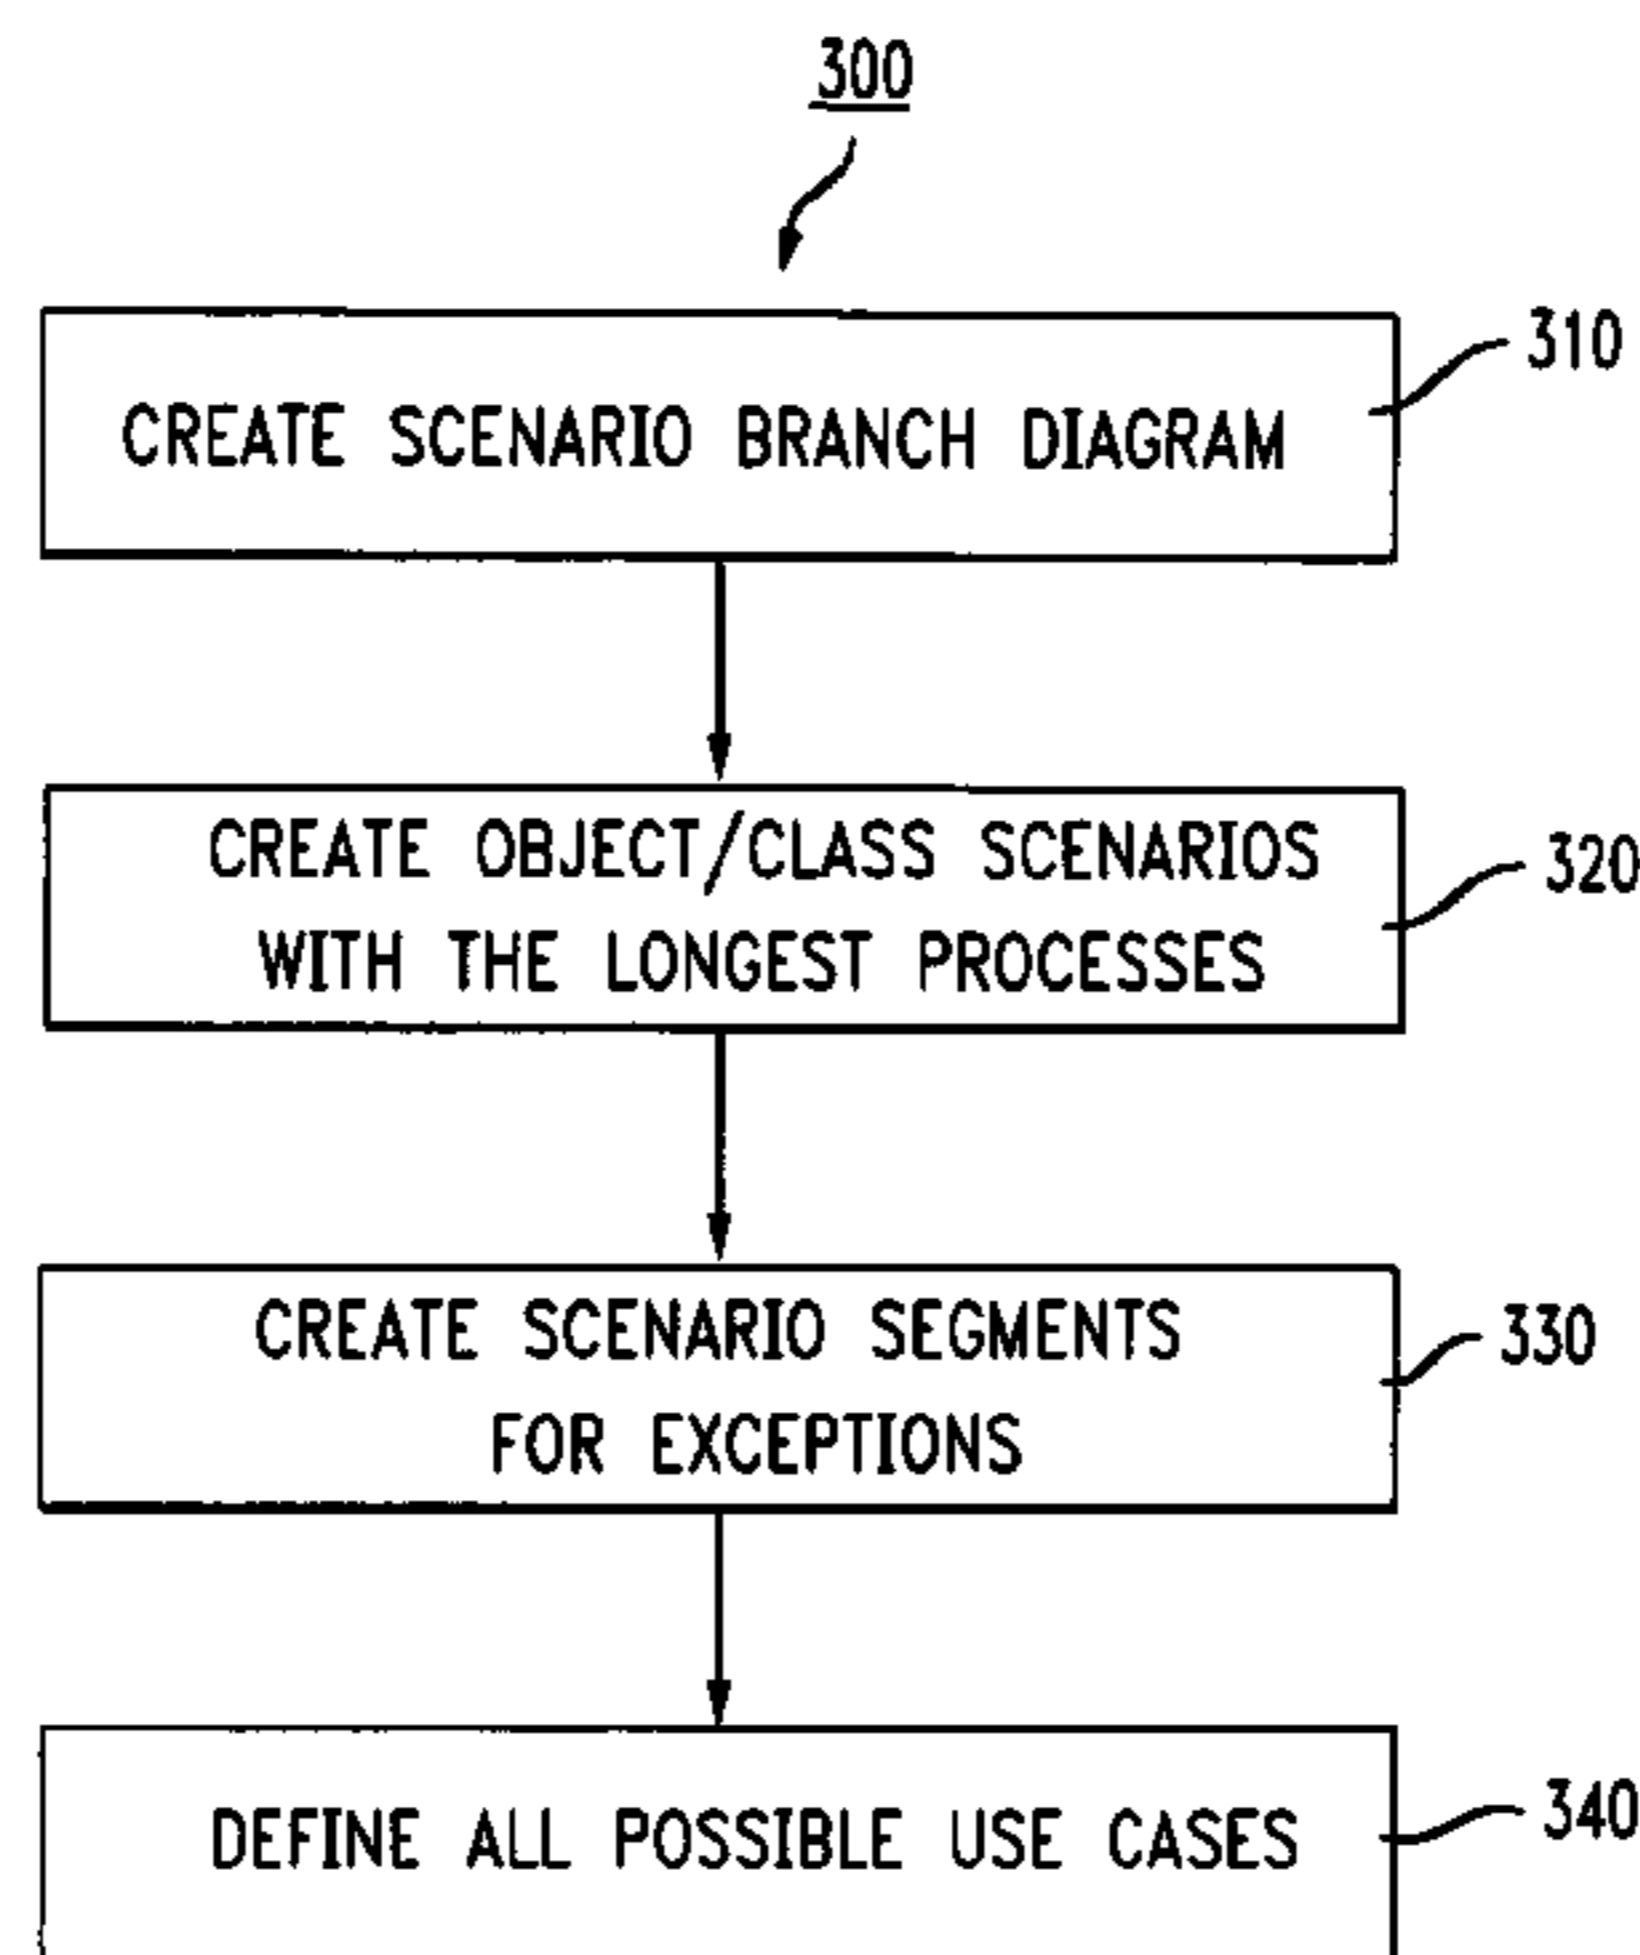 300
310
CREATE SCENARIO BRANCH DIAGRAM
320
CREATE OBJECT/CLASS SCENARIOS
WITH THE LONGEST PROCESSES
330
CREATE SCENARIO SEGMENTS
FOR EXCEPTIONS
340
DEFINE ALL POSSIBLE USE CASES